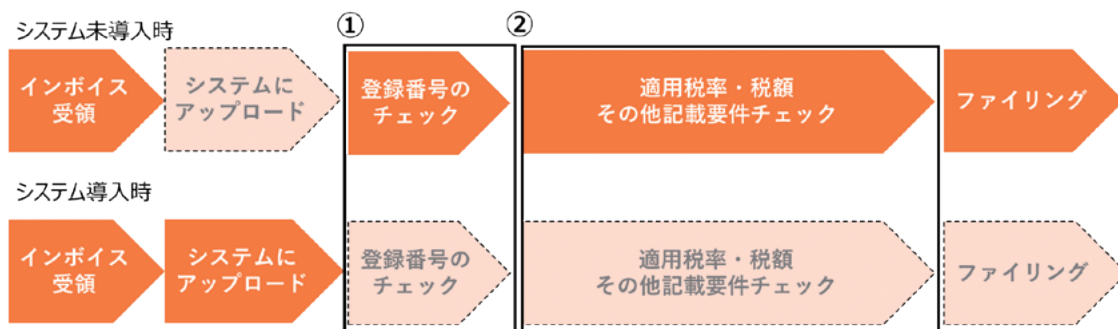 システム未導入時
①
②
インボイス
受領
システムに
アップロード
登録番号の
チェック
適用税率・税額
その他記載要件チェック
ファイリング
システム導入時
インボイス
受領
システムに
アップロード
登録番号の
チェック
適用税率・税額
その他記載要件チェック
ファイリング